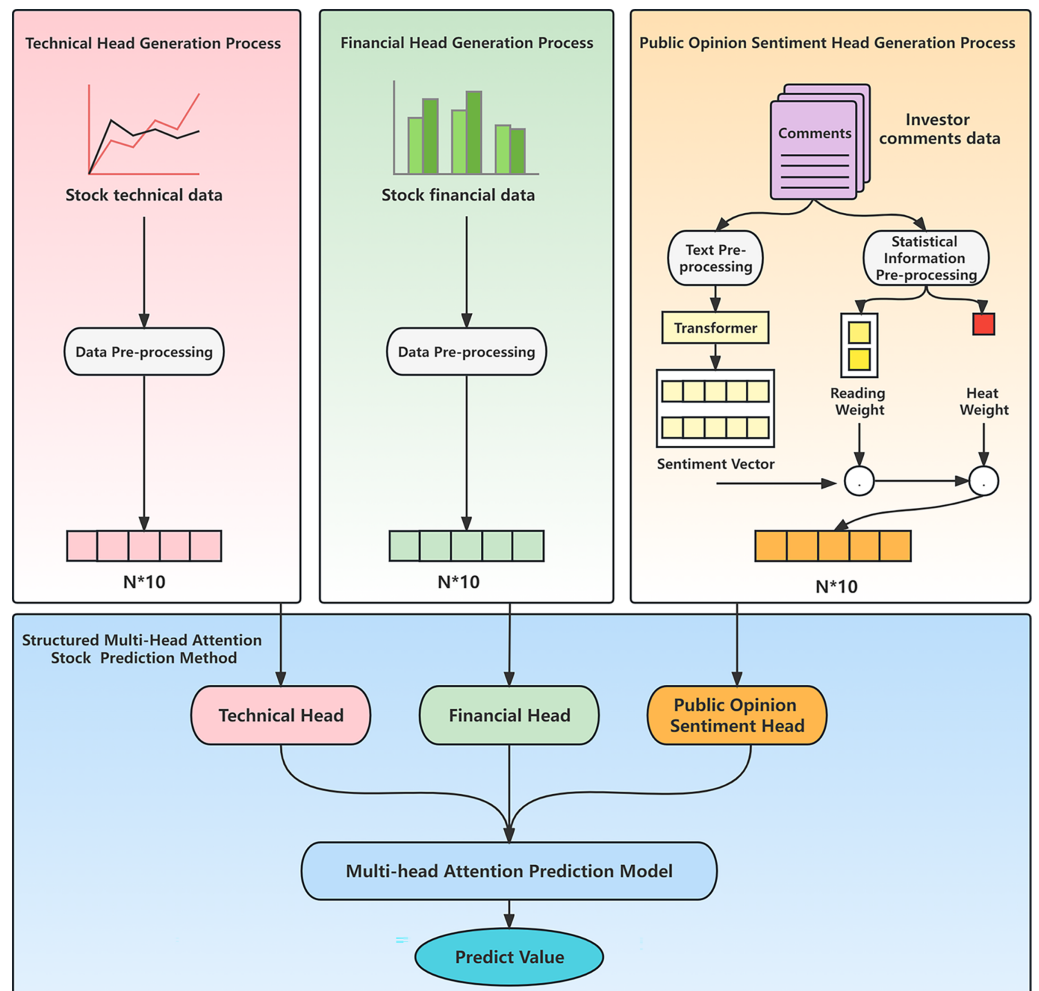 Technical Head Generation Process
Stock technical data
Data Pre-processing
N*10
Financial Head Generation Process
Stock financial data
Data Pre-processing
N*10
Public Opinion Sentiment Head Generation Process
Comments
Investor
comments data
Text Pre-
processing
Statistical
Information
Pre-processing
Transformer
Reading
Weight
Heat
Weight
Sentiment Vector
.
.
N*10
Structured Multi-Head Attention
Stock Prediction Method
Technical Head
Financial Head
Public Opinion
Sentiment Head
Multi-head Attention Prediction Model
Predict Value